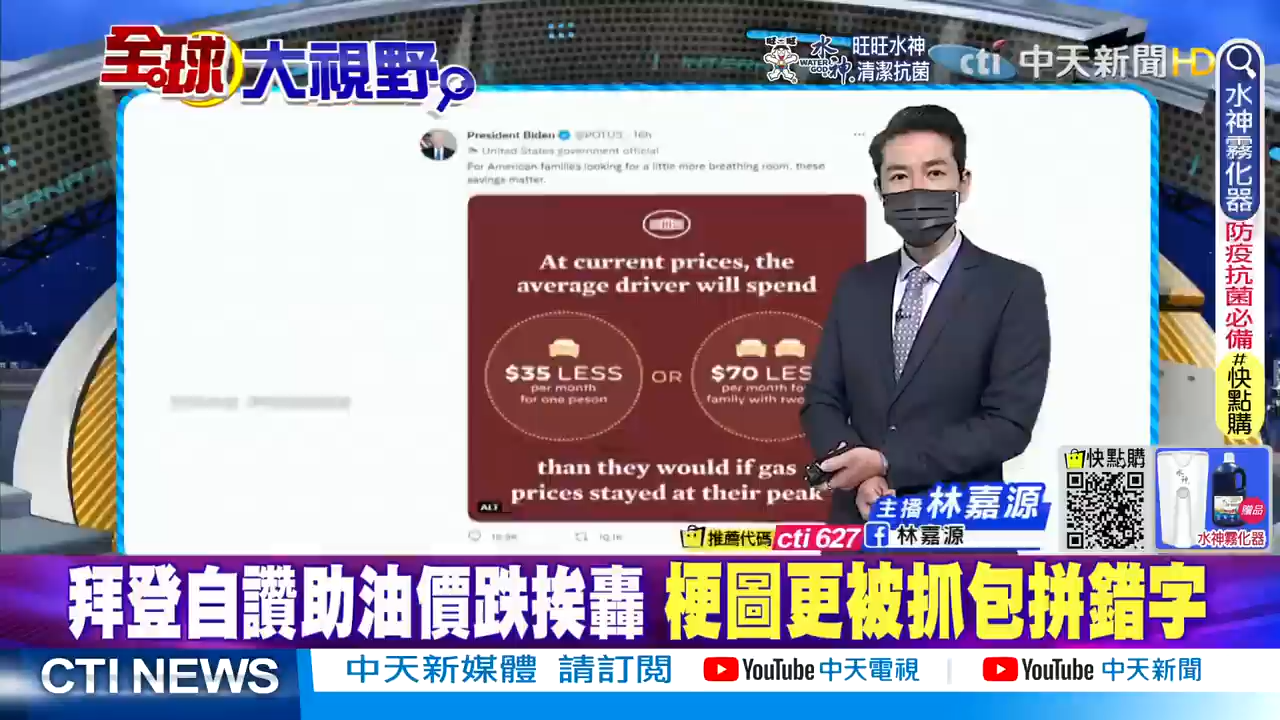 全球大視野
旺旺水神
清潔抗菌
WATER GOD
水神
cti 中天新聞HD
水神霧化器
防疫抗菌必備
#快點購
President Biden @POTUS · 16h
United States government official
For American families looking for a little more breathing room, these
savings matter.
At current prices, the
average driver will spend
$35 LESS
per month
for one peson
OR
$70 LES
per month fo
family with two
than they would if gas
prices stayed at their peak
ALT
主播 林嘉源
推薦代碼 cti 627
林嘉源
快點購
贈品
水神霧化器
拜登自讚助油價跌挨轟 梗圖更被抓包拼錯字
CTI NEWS
中天新媒體 請訂閱 YouTube 中天電視 YouTube 中天新聞